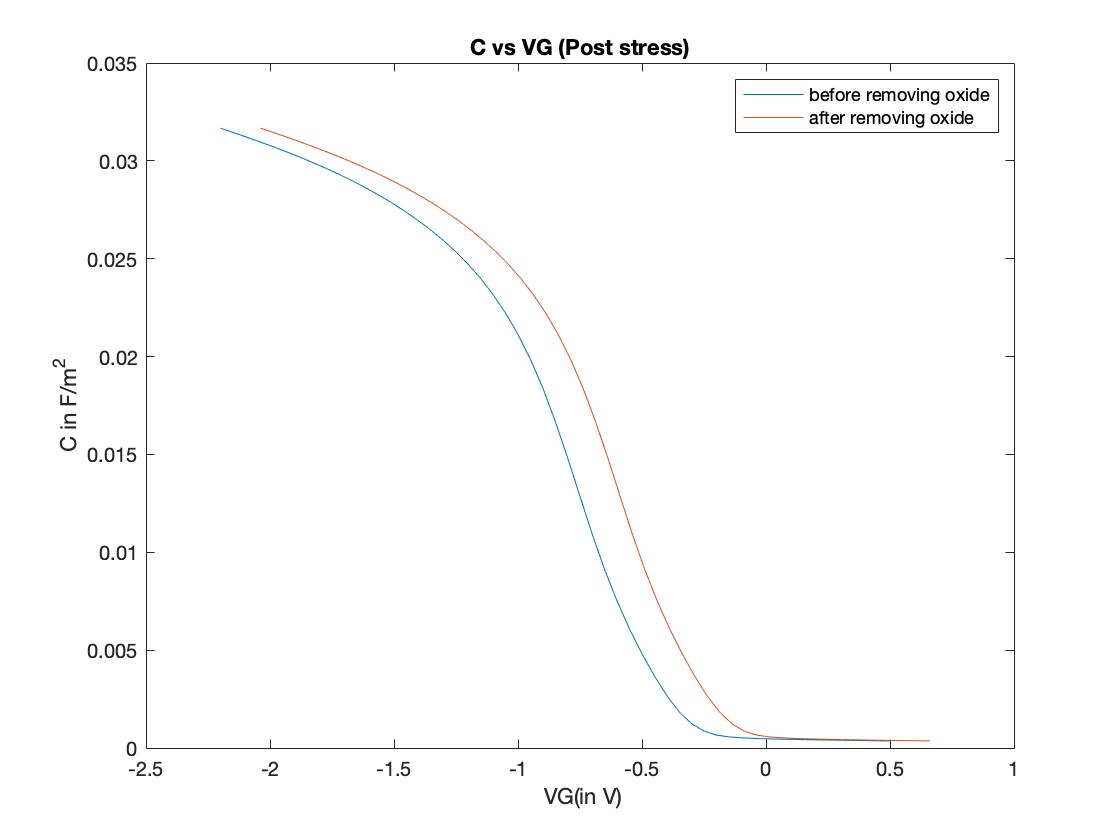 C vs VG (Post stress)
before removing oxide
after removing oxide
C in F/m²
0.035
0.03
0.025
0.02
0.015
0.01
0.005
0
-2.5 -2 -1.5 -1 -0.5 0 0.5 1
VG(in V)